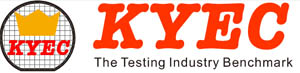 KYEC
KYEC
The Testing Industry Benchmark